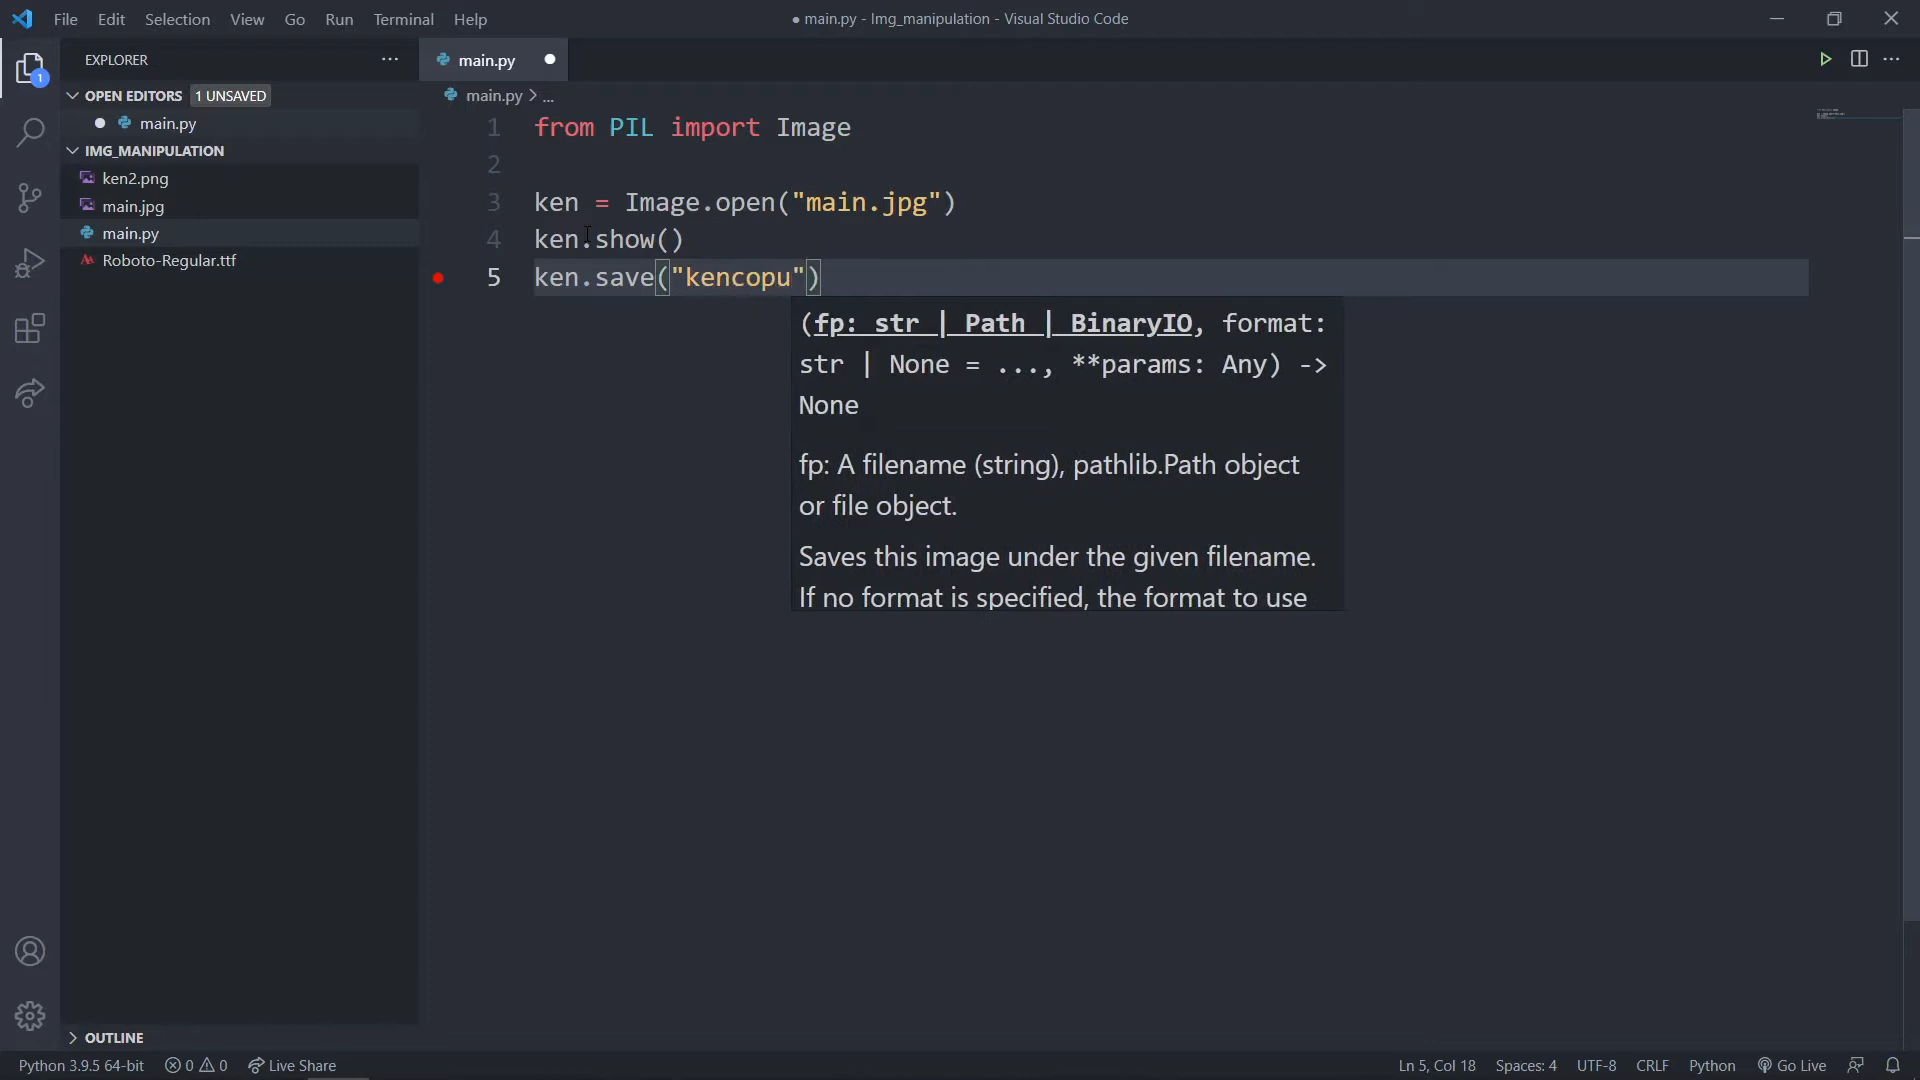 File Edit Selection View Go Run Terminal Help
● main.py - Img_manipulation - Visual Studio Code
EXPLORER ...
1
OPEN EDITORS 1 UNSAVED
main.py
IMG_MANIPULATION
ken2.png
main.jpg
main.py
Roboto-Regular.ttf
OUTLINE
main.py
main.py > ...
1 from PIL import Image
2
3 ken = Image.open("main.jpg")
4 ken.show()
5 ken.save("kencopu")
(fp: str | Path | BinaryIO, format:
str | None = ..., **params: Any) ->
None
fp: A filename (string), pathlib.Path object
or file object.
Saves this image under the given filename.
If no format is specified, the format to use
Python 3.9.5 64-bit 0 0 Live Share
Ln 5, Col 18 Spaces: 4 UTF-8 CRLF Python Go Live